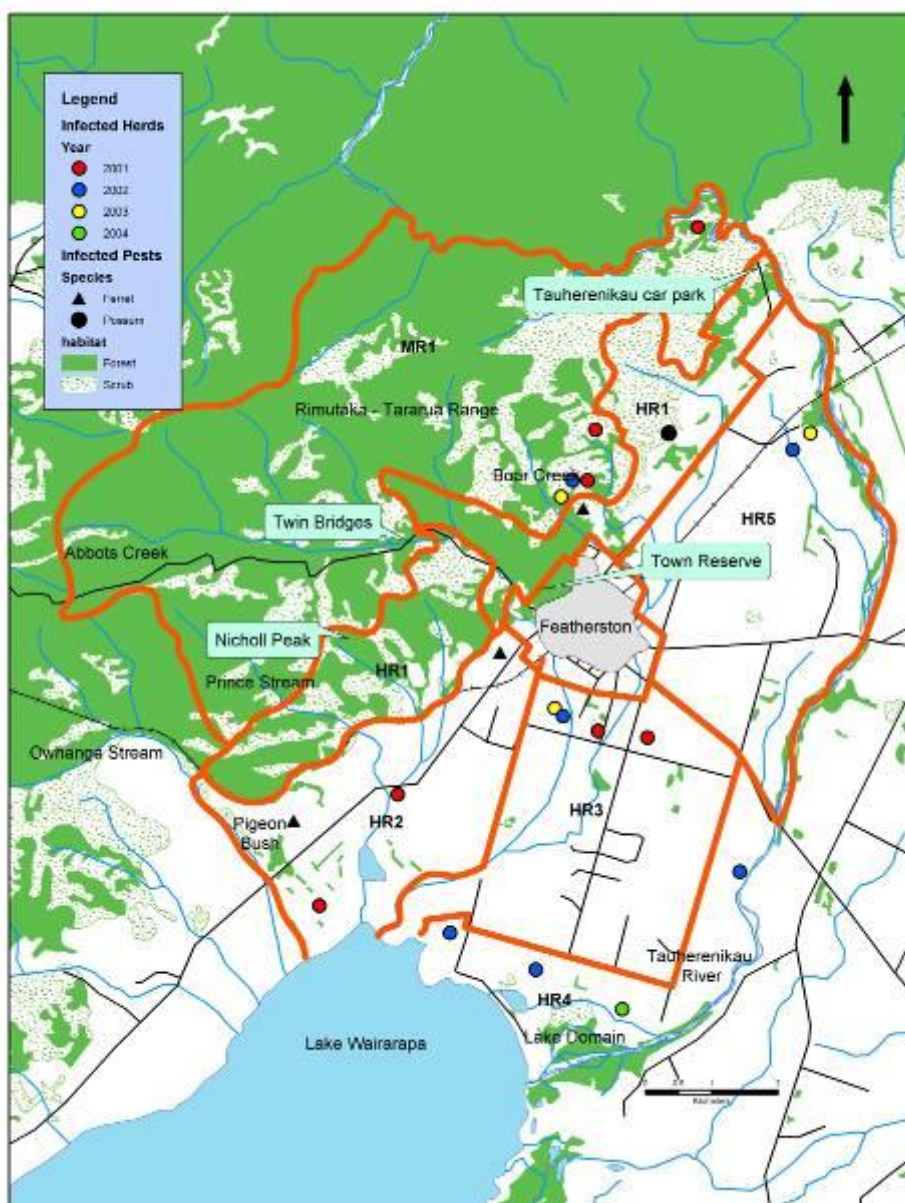 Legend
Infected Herds
Year
2001
2002
2003
2004
Infected Pests
Species
Ferret
Possum
habitat
Forest
Scrub
Tauherenikau car park
MR1
Rimutaka - Tararua Range
HR1
Boar Creek
Twin Bridges
HR5
Abbots Creek
Town Reserve
Featherston
Nicholl Peak
HR1
Prince Stream
Owhanga Stream
HR3
HR2
Pigeon
Bush
Tauherenikau
River
HR4
Lake Domain
Lake Wairarapa
Kilometers